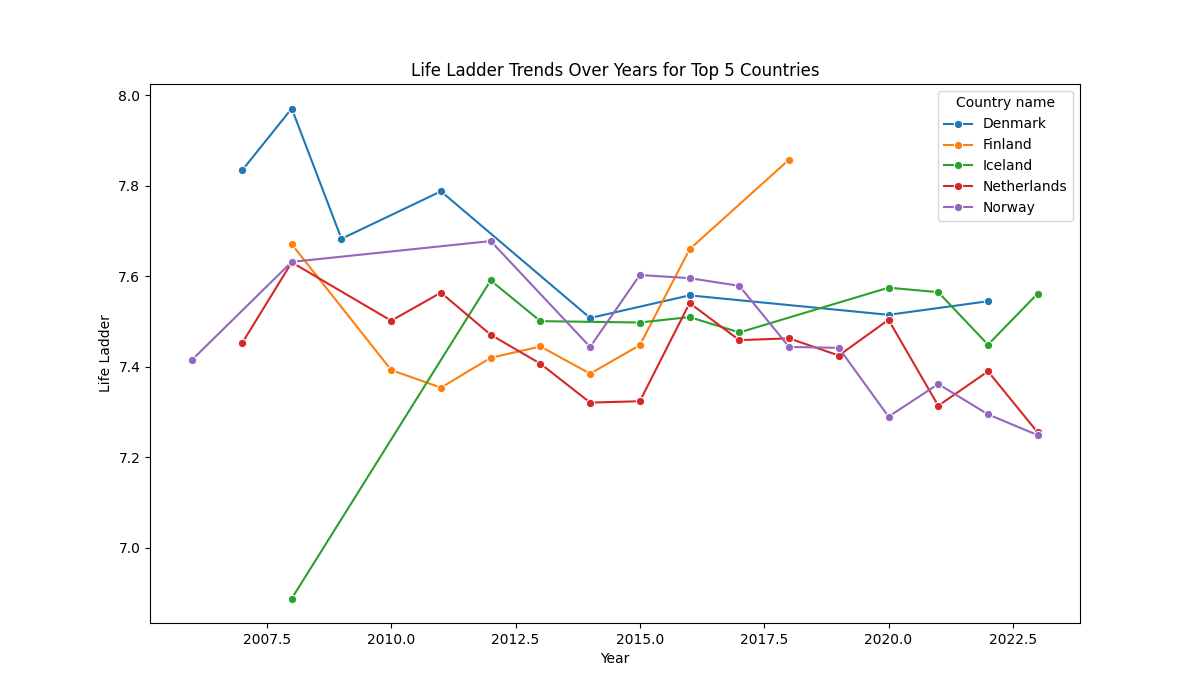 Life Ladder Trends Over Years for Top 5 Countries
Country name
Denmark
Finland
Iceland
Netherlands
Norway
Life Ladder
8.0
7.8
7.6
7.4
7.2
7.0
2007.5 2010.0 2012.5 2015.0 2017.5 2020.0 2022.5
Year